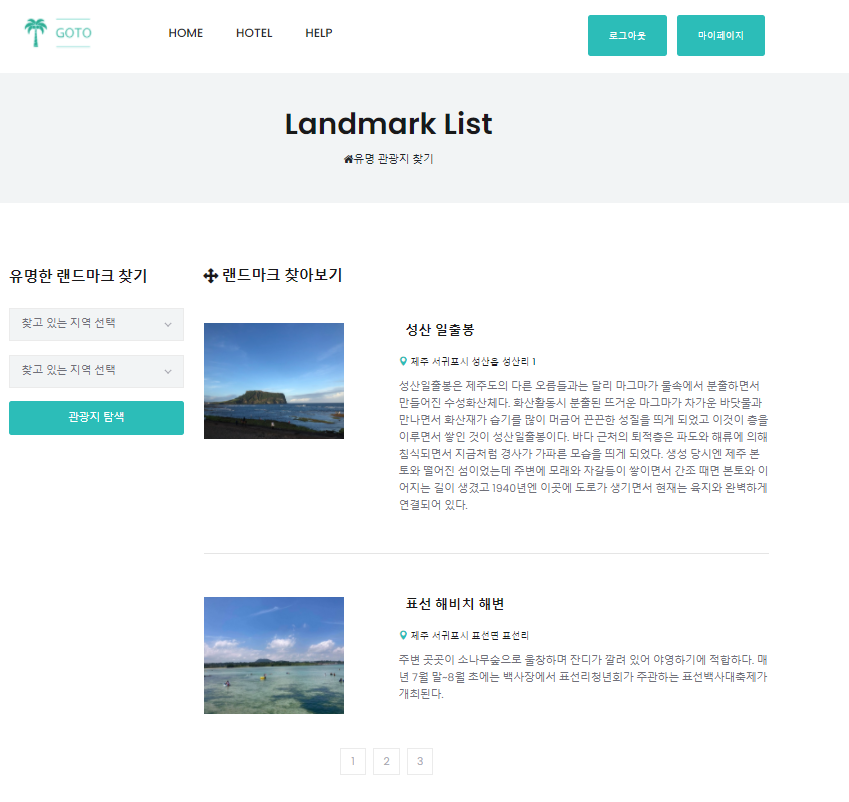 GOTO
HOME HOTEL HELP
로그아웃 마이페이지
Landmark List
유명 관광지 찾기
유명한 랜드마크 찾기
찾고 있는 지역 선택
찾고 있는 지역 선택
관광지 탐색
랜드마크 찾아보기
성산 일출봉
제주 서귀포시 성산읍 성산리 1
성산일출봉은 제주도의 다른 오름들과는 달리 마그마가 물속에서 분출하면서
만들어진 수성화산체다. 화산활동시 분출된 뜨거운 마그마가 차가운 바닷물과
만나면서 화산재가 습기를 많이 머금어 끈끈한 성질을 띄게 되었고 이것이 층을
이루면서 쌓인 것이 성산일출봉이다. 바다 근처의 퇴적층은 파도와 해류에 의해
침식되면서 지금처럼 경사가 가파른 모습을 띄게 되었다. 생성 당시엔 제주 본
토와 떨어진 섬이었는데 주변에 모래와 자갈등이 쌓이면서 간조 때면 본토와 이
어지는 길이 생겼고 1940년엔 이곳에 도로가 생기면서 현재는 육지와 완벽하게
연결되어 있다.
표선 해비치 해변
제주 서귀포시 표선면 표선리
주변 곳곳이 소나무숲으로 울창하며 잔디가 깔려 있어 야영하기에 적합하다. 매
년 7월 말~8월 초에는 백사장에서 표선리청년회가 주관하는 표선백사대축제가
개최된다.
1 2 3